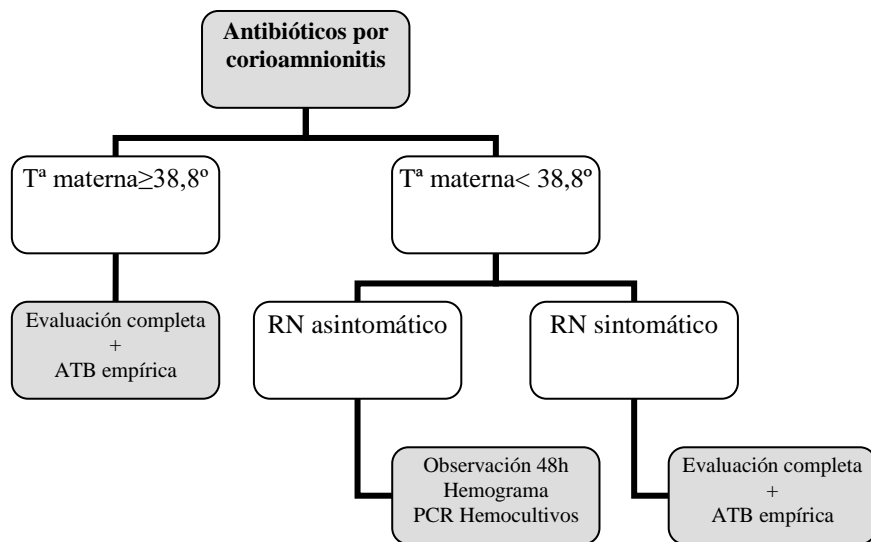 Antibióticos por
corioamnionitis
Tª materna≥38,8º
Tª materna< 38,8º
Evaluación completa
+
ATB empírica
RN asintomático
RN sintomático
Observación 48h
Hemograma
PCR Hemocultivos
Evaluación completa
+
ATB empírica